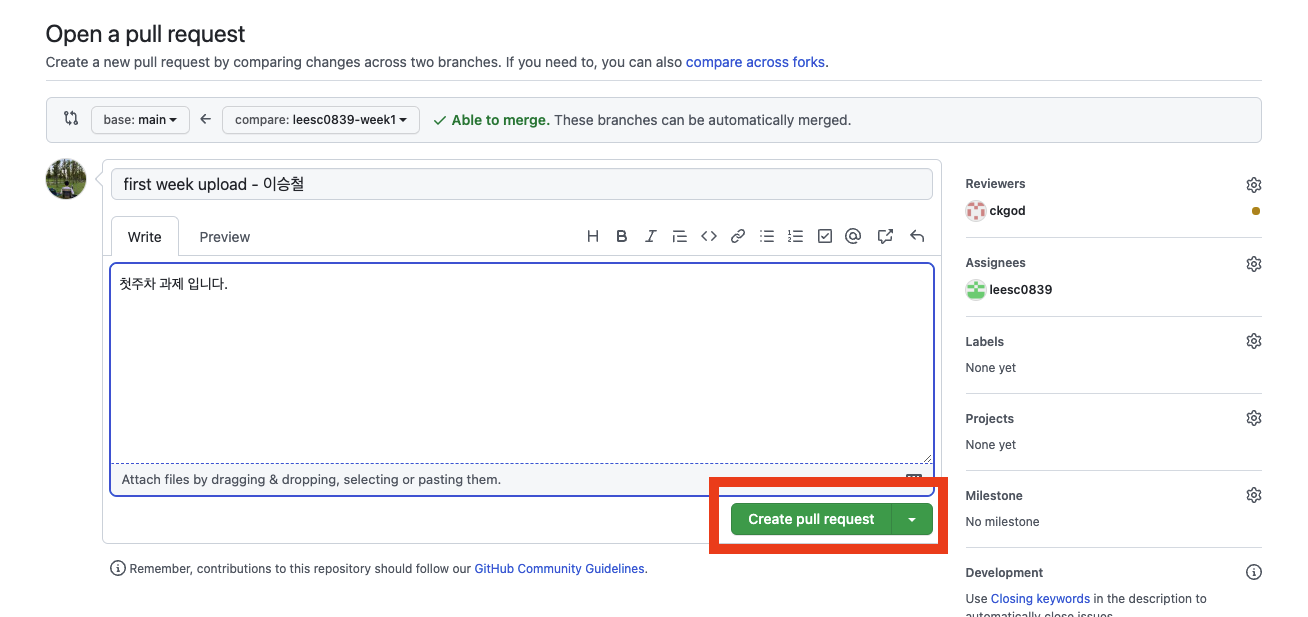 Open a pull request
Create a new pull request by comparing changes across two branches. If you need to, you can also compare across forks.
base: main
compare: leesc0839-week1
Able to merge. These branches can be automatically merged.
first week upload - 이승철
Write
Preview
첫주차 과제 입니다.
Attach files by dragging & dropping, selecting or pasting them.
Create pull request
Remember, contributions to this repository should follow our GitHub Community Guidelines.
Reviewers
ckgod
Assignees
leesc0839
Labels
None yet
Projects
None yet
Milestone
No milestone
Development
Use Closing keywords in the description to
automatically close issues.